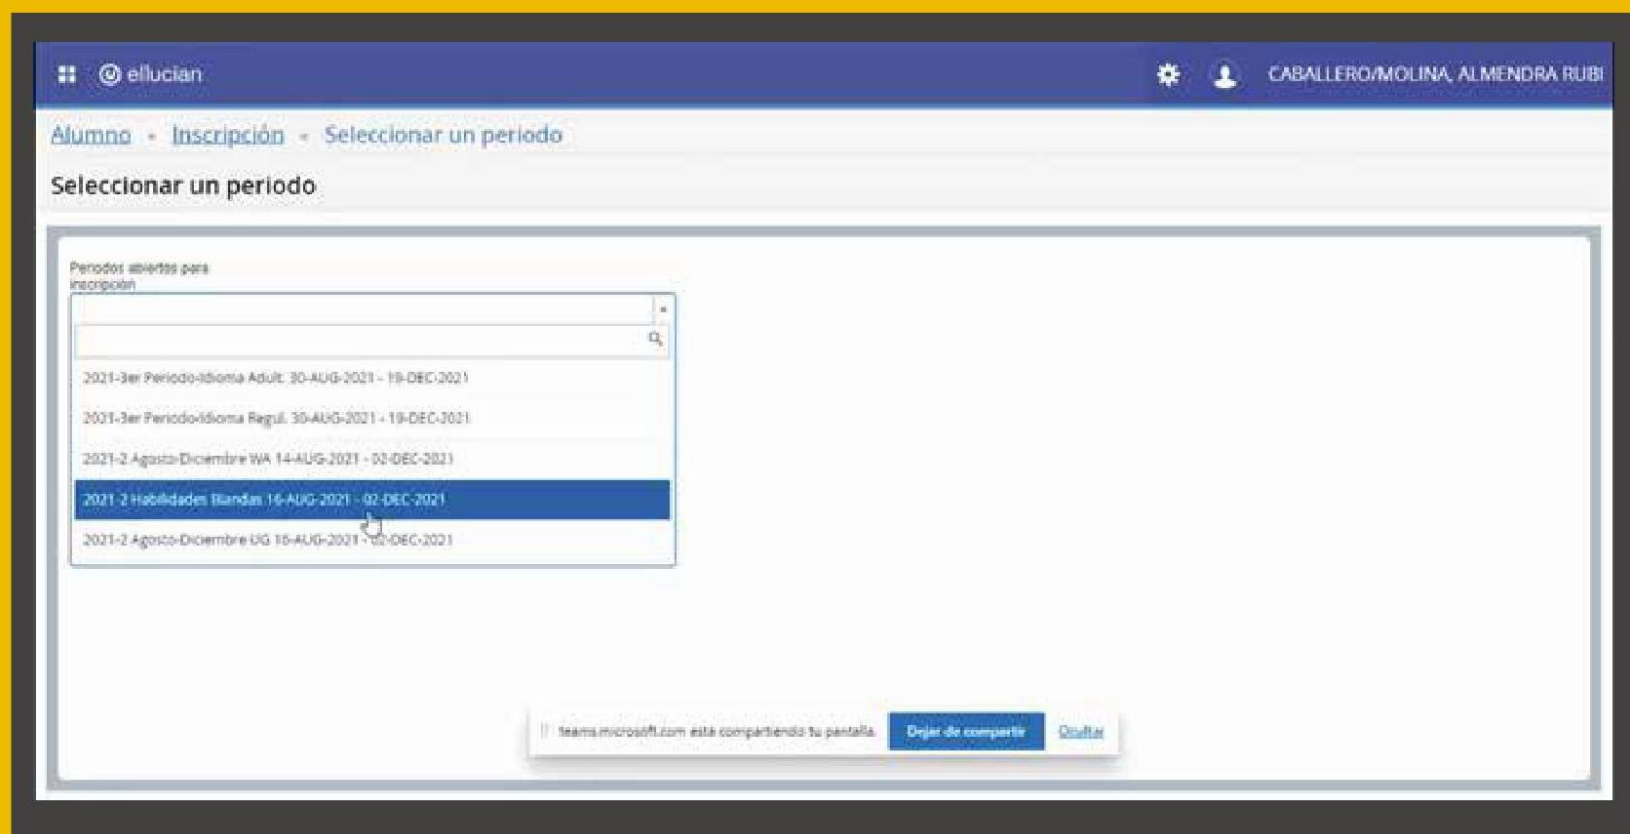 ellucian
CABALLERO/MOLINA, ALMENDRA RUBI
Alumno • Inscripción • Seleccionar un periodo
Seleccionar un periodo
Periodos abiertos para
inscripción
2021-3er Periodo-Idioma Adult. 30-AUG-2021 - 19-DEC-2021
2021-3er Periodo-Idioma Regul. 30-AUG-2021 - 19-DEC-2021
2021-2 Agosto-Diciembre WA 14-AUG-2021 - 02-DEC-2021
2021-2 Habilidades Blandas 16-AUG-2021 - 02-DEC-2021
2021-2 Agosto-Diciembre UG 16-AUG-2021 - 02-DEC-2021
teams.microsoft.com está compartiendo tu pantalla. Dejar de compartir Ocultar